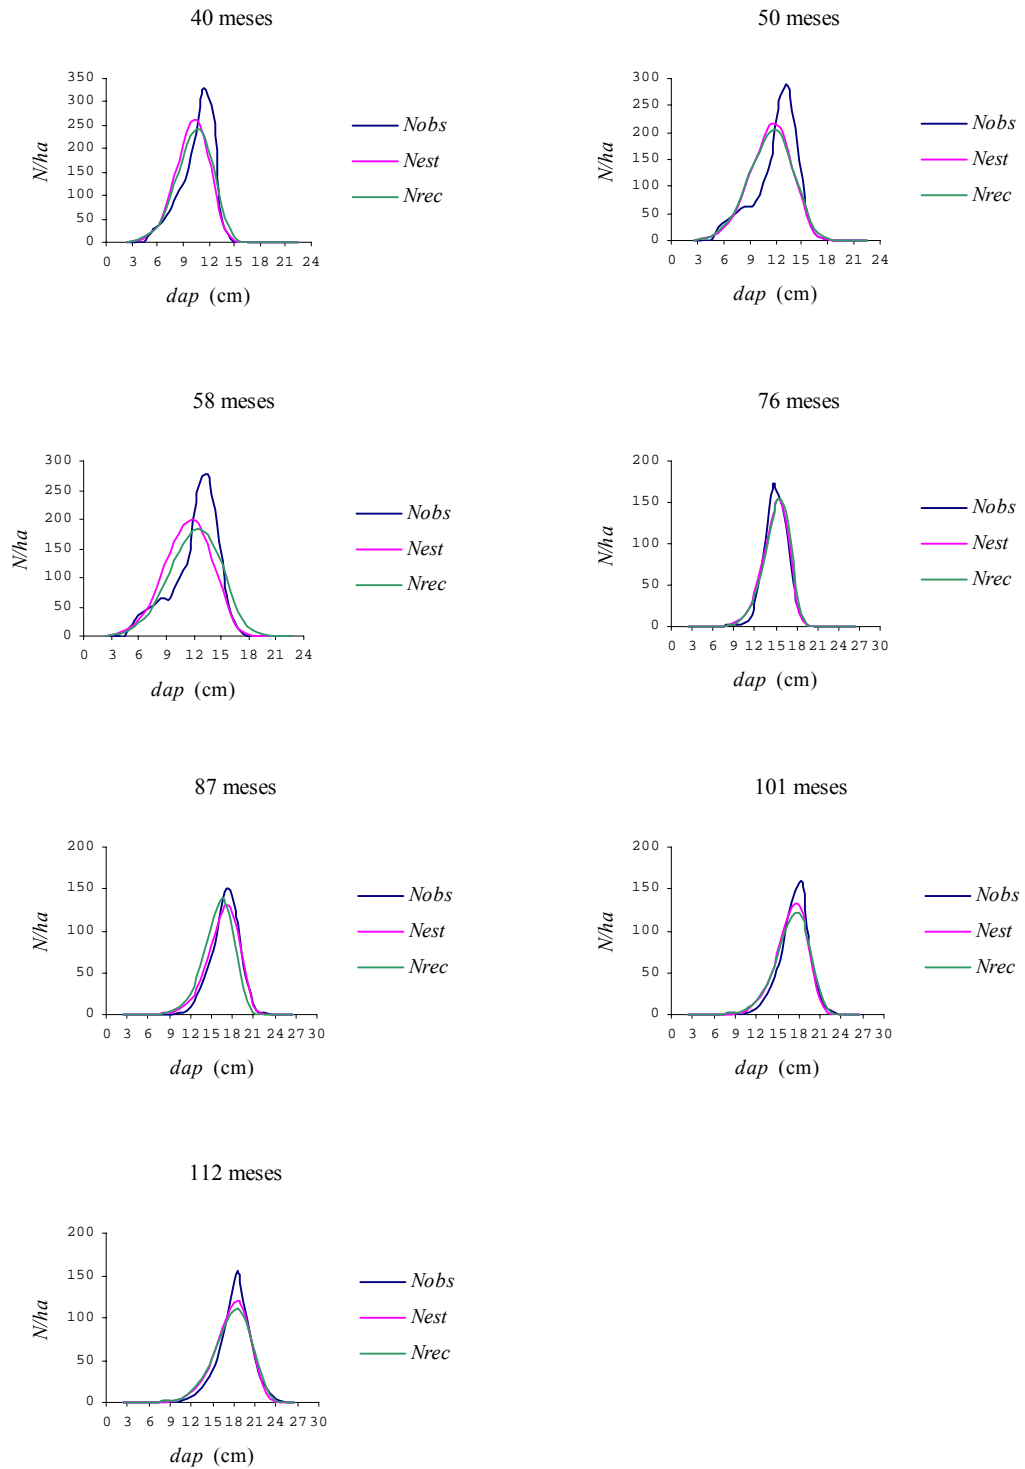 40 meses
350
300
250
200
150
100
50
0
N/ha
0 3 6 9 12 15 18 21 24
dap (cm)
Nobs
Nest
Nrec
50 meses
300
250
200
150
100
50
0
N/ha
0 3 6 9 12 15 18 21 24
dap (cm)
Nobs
Nest
Nrec
58 meses
300
250
200
150
100
50
0
N/ha
0 3 6 9 12 15 18 21 24
dap (cm)
Nobs
Nest
Nrec
76 meses
200
150
100
50
0
N/ha
0 3 6 9 12 15 18 21 24 27 30
dap (cm)
Nobs
Nest
Nrec
87 meses
200
150
100
50
0
N/ha
0 3 6 9 12 15 18 21 24 27 30
dap (cm)
Nobs
Nest
Nrec
101 meses
200
150
100
50
0
N/ha
0 3 6 9 12 15 18 21 24 27 30
dap (cm)
Nobs
Nest
Nrec
112 meses
200
150
100
50
0
N/ha
0 3 6 9 12 15 18 21 24 27 30
dap (cm)
Nobs
Nest
Nrec